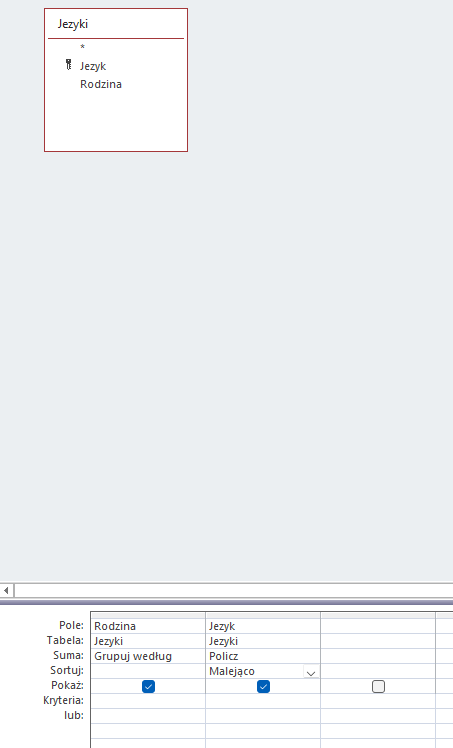 Jezyki
*
Jezyk
Rodzina
Pole: Rodzina Jezyk
Tabela: Jezyki Jezyki
Suma: Grupuj według Policz
Sortuj: Malejąco
Pokaż:
Kryteria:
lub: